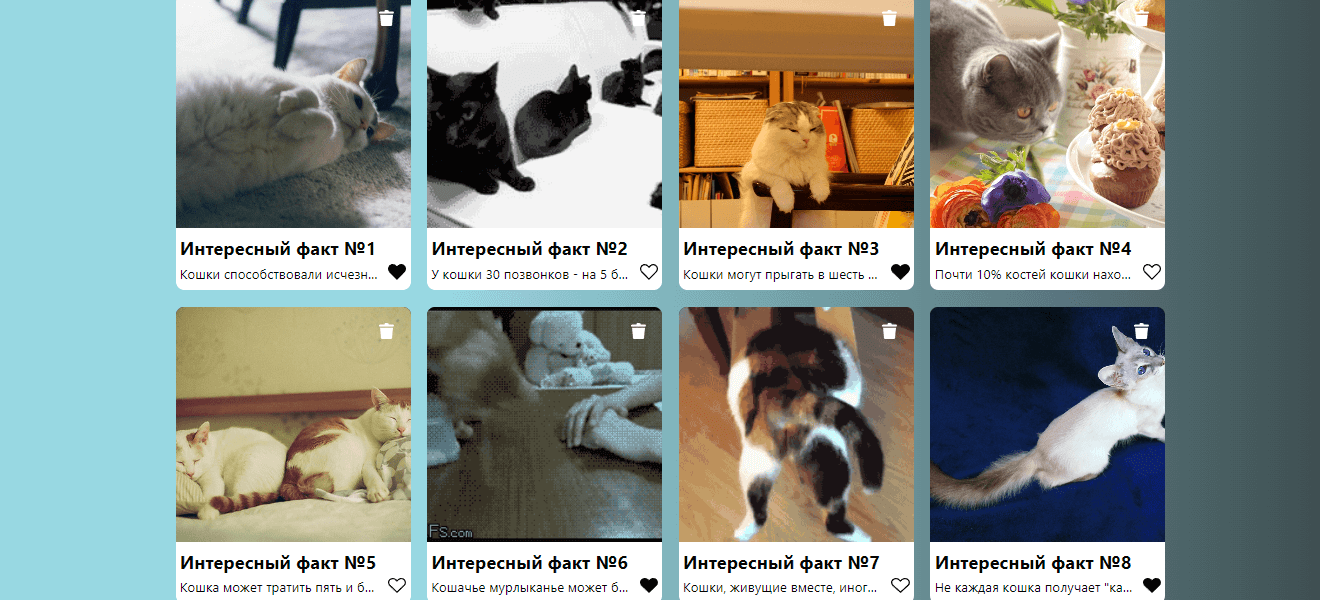 Интересный факт №1
Кошки способствовали исчезн...
Интересный факт №2
У кошки 30 позвонков - на 5 б...
Интересный факт №3
Кошки могут прыгать в шесть ...
Интересный факт №4
Почти 10% костей кошки нахо...
FS.com
Интересный факт №5
Кошка может тратить пять и б...
Интересный факт №6
Кошачье мурлыканье может б...
Интересный факт №7
Кошки, живущие вместе, иног...
Интересный факт №8
Не каждая кошка получает "ка...